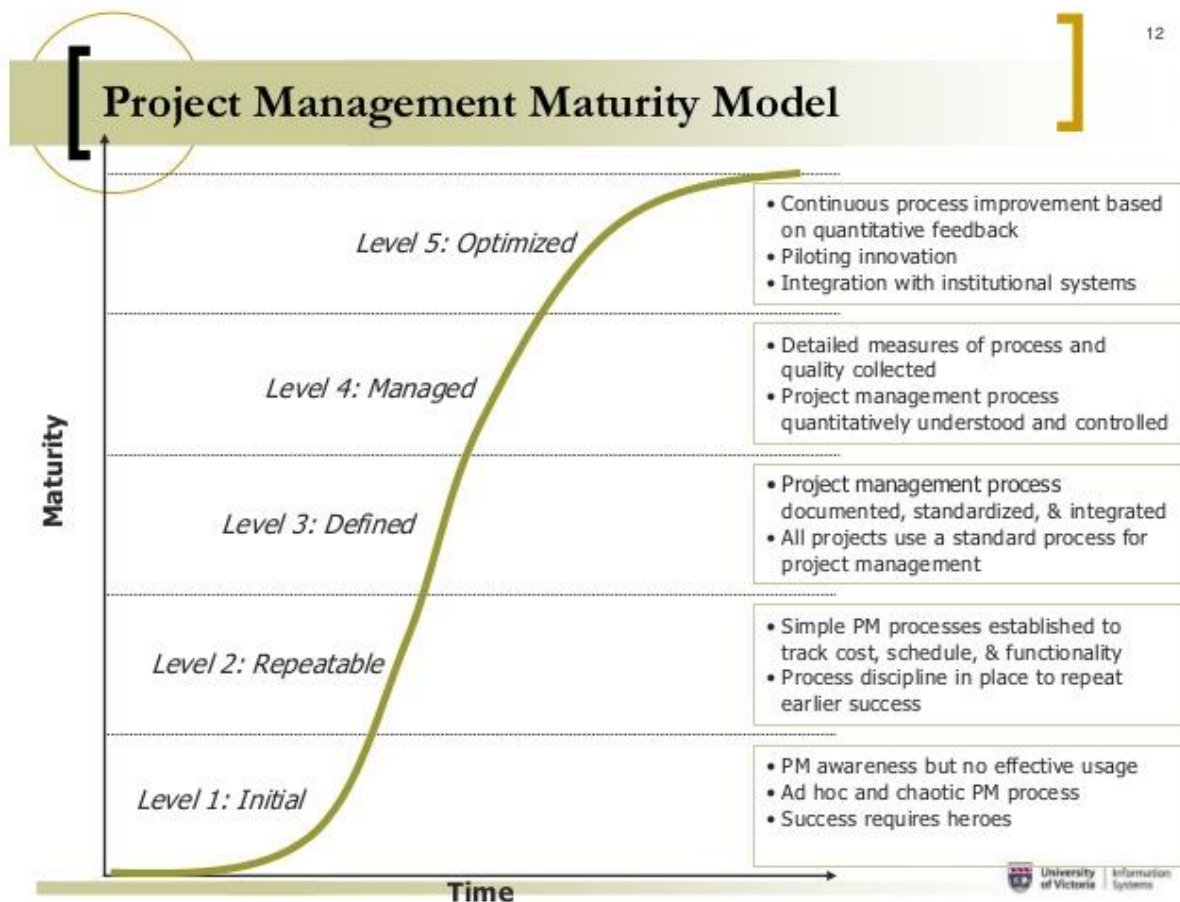 12
Project Management Maturity Model
Level 5: Optimized
• Continuous process improvement based
on quantitative feedback
• Piloting innovation
• Integration with institutional systems
Level 4: Managed
• Detailed measures of process and
quality collected
• Project management process
quantitatively understood and controlled
Maturity
Level 3: Defined
• Project management process
documented, standardized, & integrated
• All projects use a standard process for
project management
Level 2: Repeatable
• Simple PM processes established to
track cost, schedule, & functionality
• Process discipline in place to repeat
earlier success
Level 1: Initial
• PM awareness but no effective usage
• Ad hoc and chaotic PM process
• Success requires heroes
Time
University
of Victoria
Information
Systems